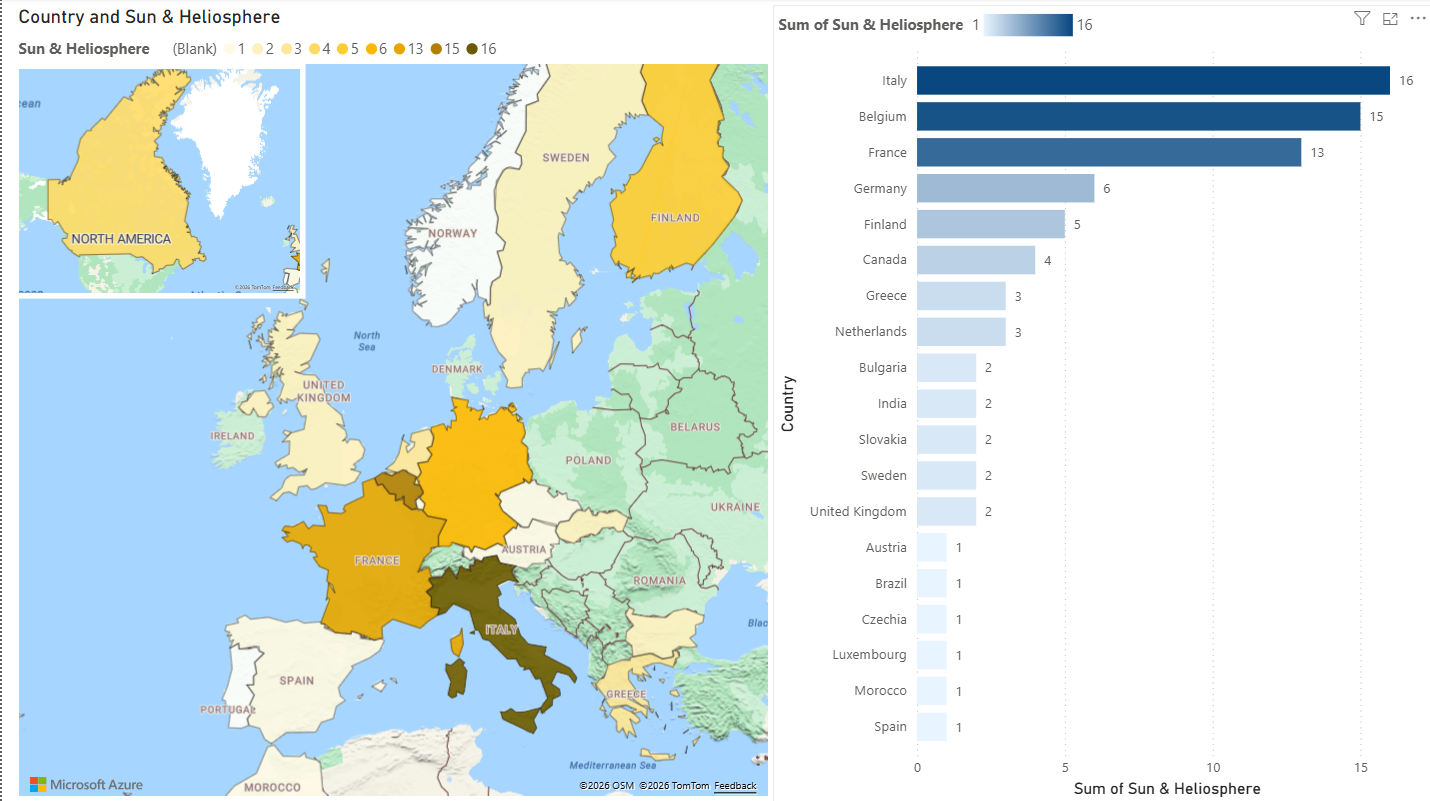 Country and Sun & Heliosphere
Sun & Heliosphere (Blank) 1 2 3 4 5 6 13 15 16
ean
NORTH AMERICA
©2026 TomTom Feedback
SWEDEN
NORWAY
FINLAND
North
Sea
DENMARK
UNITED
KINGDOM
IRELAND
BELARUS
POLAND
UKRAINE
FRANCE
AUSTRIA
ROMANIA
ITALY
Blac
SPAIN
PORTUGAL
GREECE
Mediterranean Sea
MOROCCO
Microsoft Azure
©2026 OSM ©2026 TomTom Feedback
Sum of Sun & Heliosphere 1 16
Country
Italy 16
Belgium 15
France 13
Germany 6
Finland 5
Canada 4
Greece 3
Netherlands 3
Bulgaria 2
India 2
Slovakia 2
Sweden 2
United Kingdom 2
Austria 1
Brazil 1
Czechia 1
Luxembourg 1
Morocco 1
Spain 1
0 5 10 15
Sum of Sun & Heliosphere